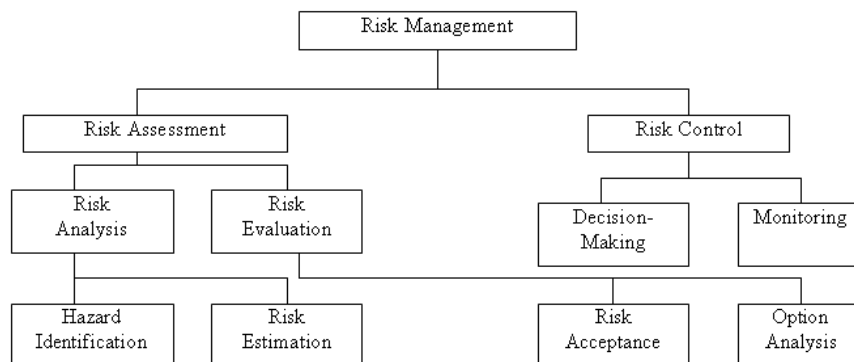 Risk Management
Risk Assessment
Risk Control
Risk
Analysis
Risk
Evaluation
Decision-
Making
Monitoring
Hazard
Identification
Risk
Estimation
Risk
Acceptance
Option
Analysis